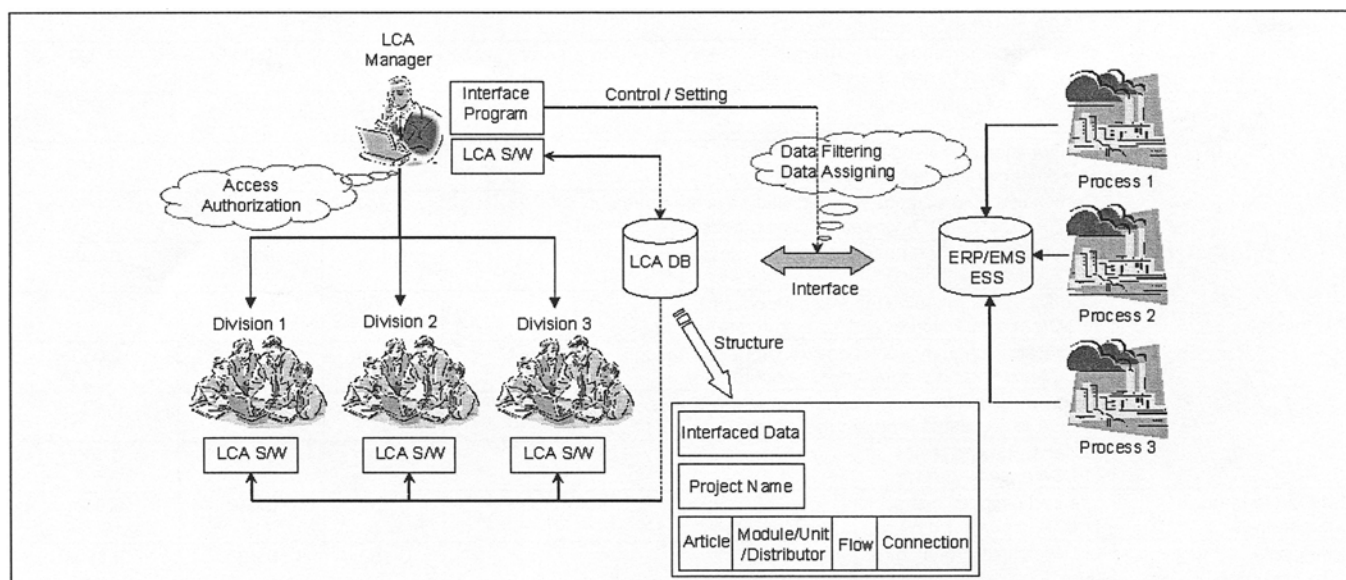 LCA
Manager
Interface
Program
Control / Setting
LCA S/W
Data Filtering
Data Assigning
Access
Authorization
Process 1
LCA DB
Interface
ERP/EMS
ESS
Process 2
Division 1
Division 2
Division 3
Structure
LCA S/W
LCA S/W
LCA S/W
Process 3
Interfaced Data
Project Name
Article
Module/Unit
/Distributor
Flow
Connection